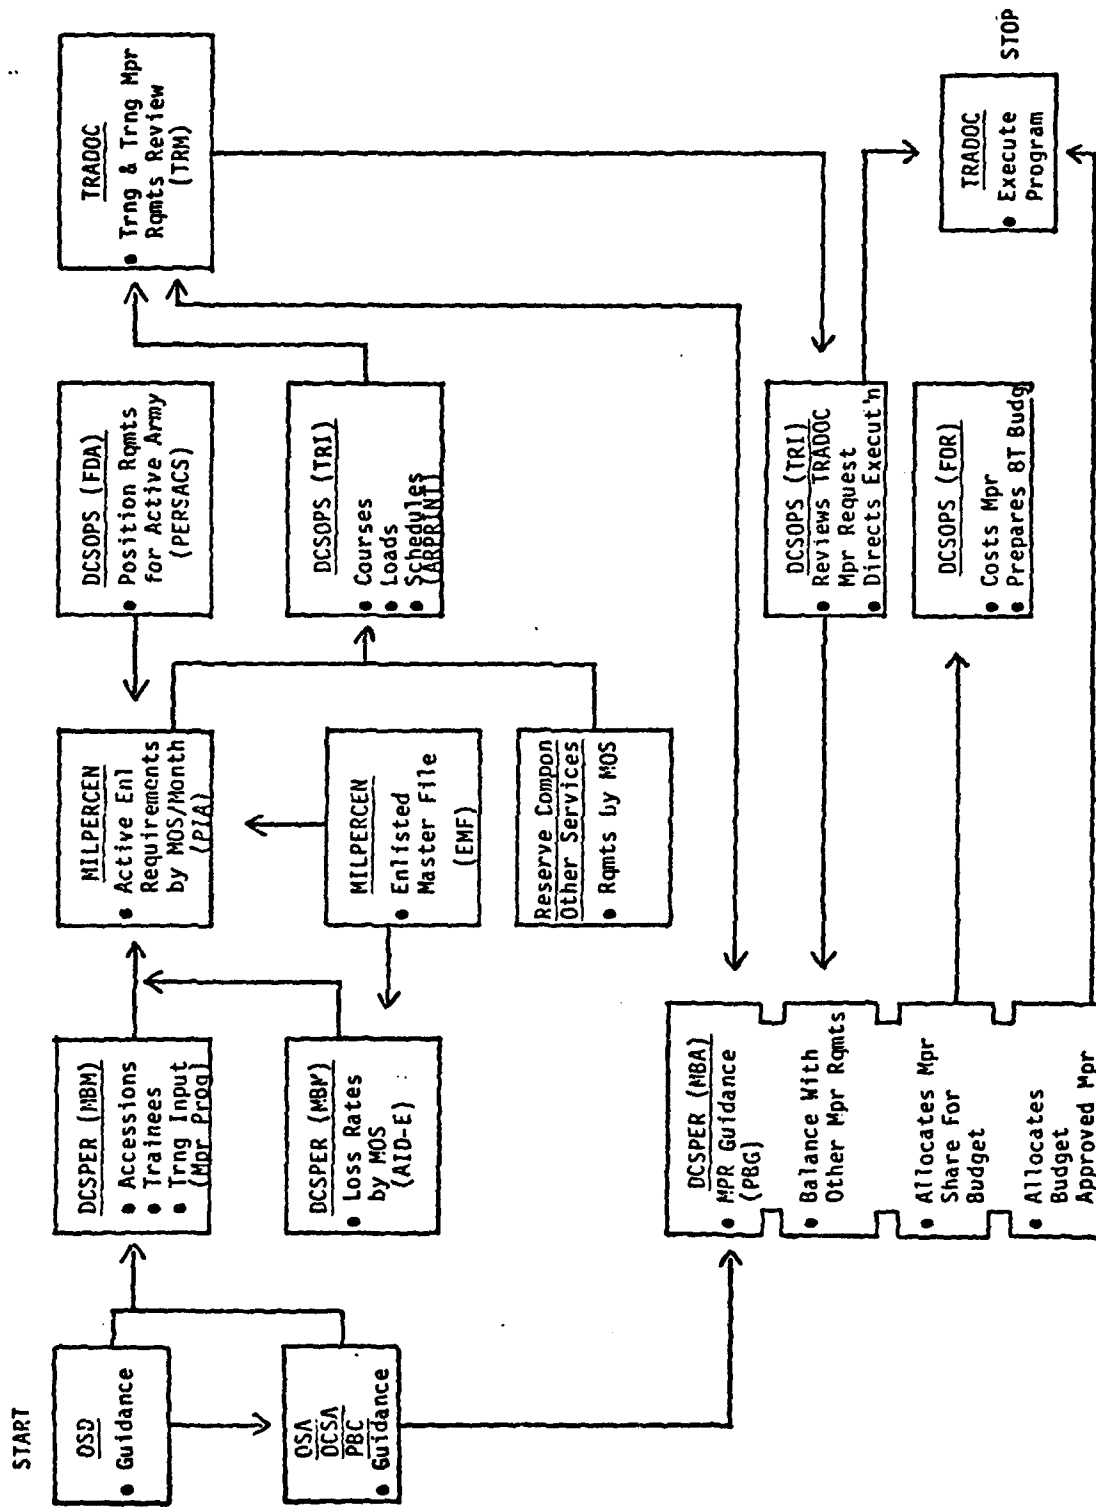 START
OSD
• Guidance
OSA
DCSA
PBC
• Guidance
DCSPER (MBM)
• Accessions
• Trainees
• Trng Input
(Mpr Prog)
DCSPER (MBM)
• Loss Rates
by MOS
(AID-E)
MILPERCEN
• Active Enl
Requirements
by MOS/Month
(PIA)
MILPERCEN
• Enlisted
Master File
(EMF)
Reserve Compon
Other Services
• Rqmts by MOS
DCSOPS (FDA)
• Position Rqmts
for Active Army
(PERSACS)
DCSOPS (TRI)
• Courses
• Loads
• Schedules
(ARPRINT)
TRADOC
• Trng & Trng Mpr
Rqmts Review
(TRM)
DCSPER (MBA)
• MPR Guidance
(PBG)
• Balance With
Other Mpr Rqmts
• Allocates Mpr
Share For
Budget
• Allocates
Budget
Approved Mpr
DCSOPS (TRI)
• Reviews TRADOC
Mpr Request
• Directs Execut'n
DCSOPS (FOR)
• Costs Mpr
• Prepares 8T Budg
TRADOC
• Execute
Program
STOP